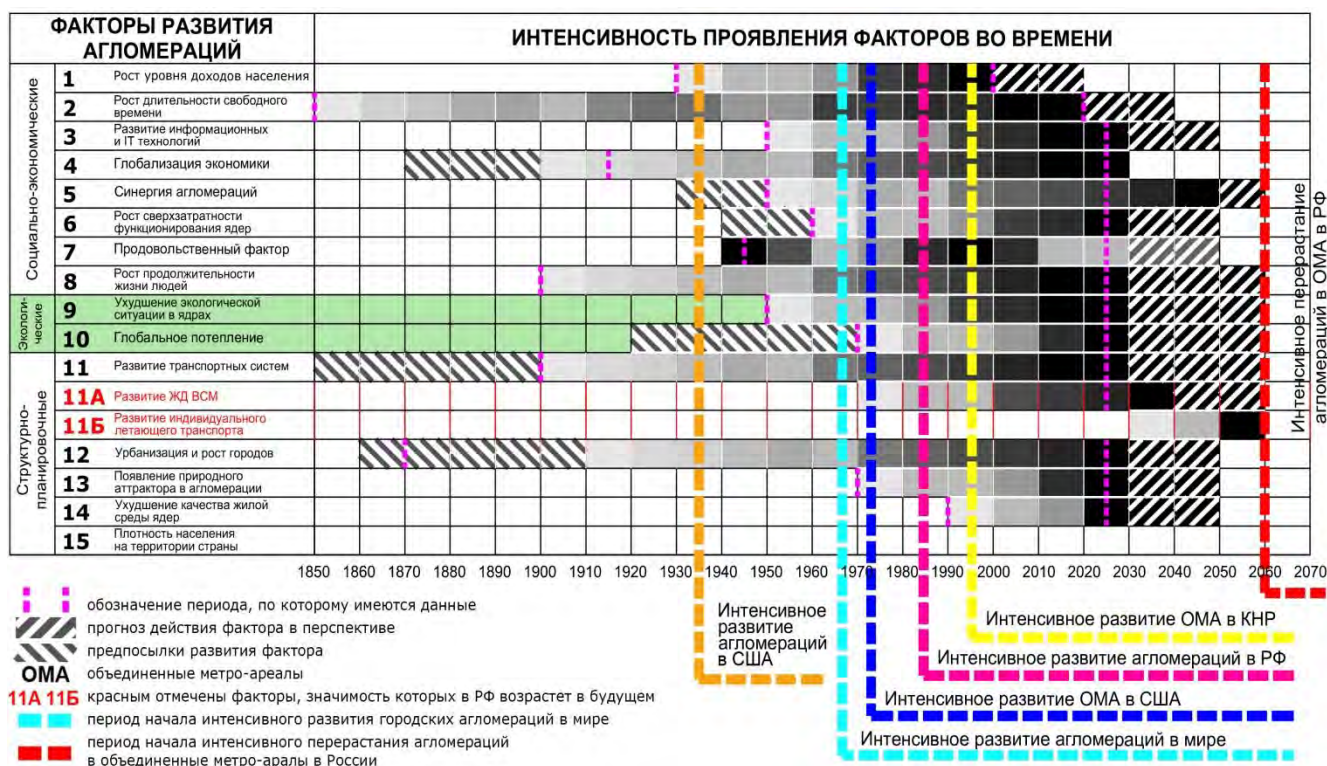 ФАКТОРЫ РАЗВИТИЯ
АГЛОМЕРАЦИЙ
ИНТЕНСИВНОСТЬ ПРОЯВЛЕНИЯ ФАКТОРОВ ВО ВРЕМЕНИ
Социально-экономические
1 Рост уровня доходов населения
2 Рост длительности свободного
времени
3 Развитие информационных
и IT технологий
4 Глобализация экономики
5 Синергия агломераций
6 Рост сверхзатратности
функционирования ядер
7 Продовольственный фактор
8 Рост продолжительности
жизни людей
Экологи-
ческие
9 Ухудшение экологической
ситуации в ядрах
10 Глобальное потепление
Структурно-
планировочные
11 Развитие транспортных систем
11А Развитие ЖД ВСМ
11Б Развитие индивидуального
летающего транспорта
12 Урбанизация и рост городов
13 Появление природного
аттрактора в агломерации
14 Ухудшение качества жилой
среды ядер
15 Плотность населения
на территории страны
Интенсивное перерастание
агломераций в ОМА в РФ
1850 1860 1870 1880 1890 1900 1910 1920 1930 1940 1950 1960 1970 1980 1990 2000 2010 2020 2030 2040 2050 2060 2070
обозначение периода, по которому имеются данные
прогноз действия фактора в перспективе
предпосылки развития фактора
ОМА объединенные метро-ареалы
11А 11Б красным отмечены факторы, значимость которых в РФ возрастет в будущем
период начала интенсивного развития городских агломераций в мире
период начала интенсивного перерастания агломераций
в объединенные метро-аралы в России
Интенсивное
развитие
агломераций
в США
Интенсивное развитие ОМА в КНР
Интенсивное развитие агломераций в РФ
Интенсивное развитие ОМА в США
Интенсивное развитие агломераций в мире